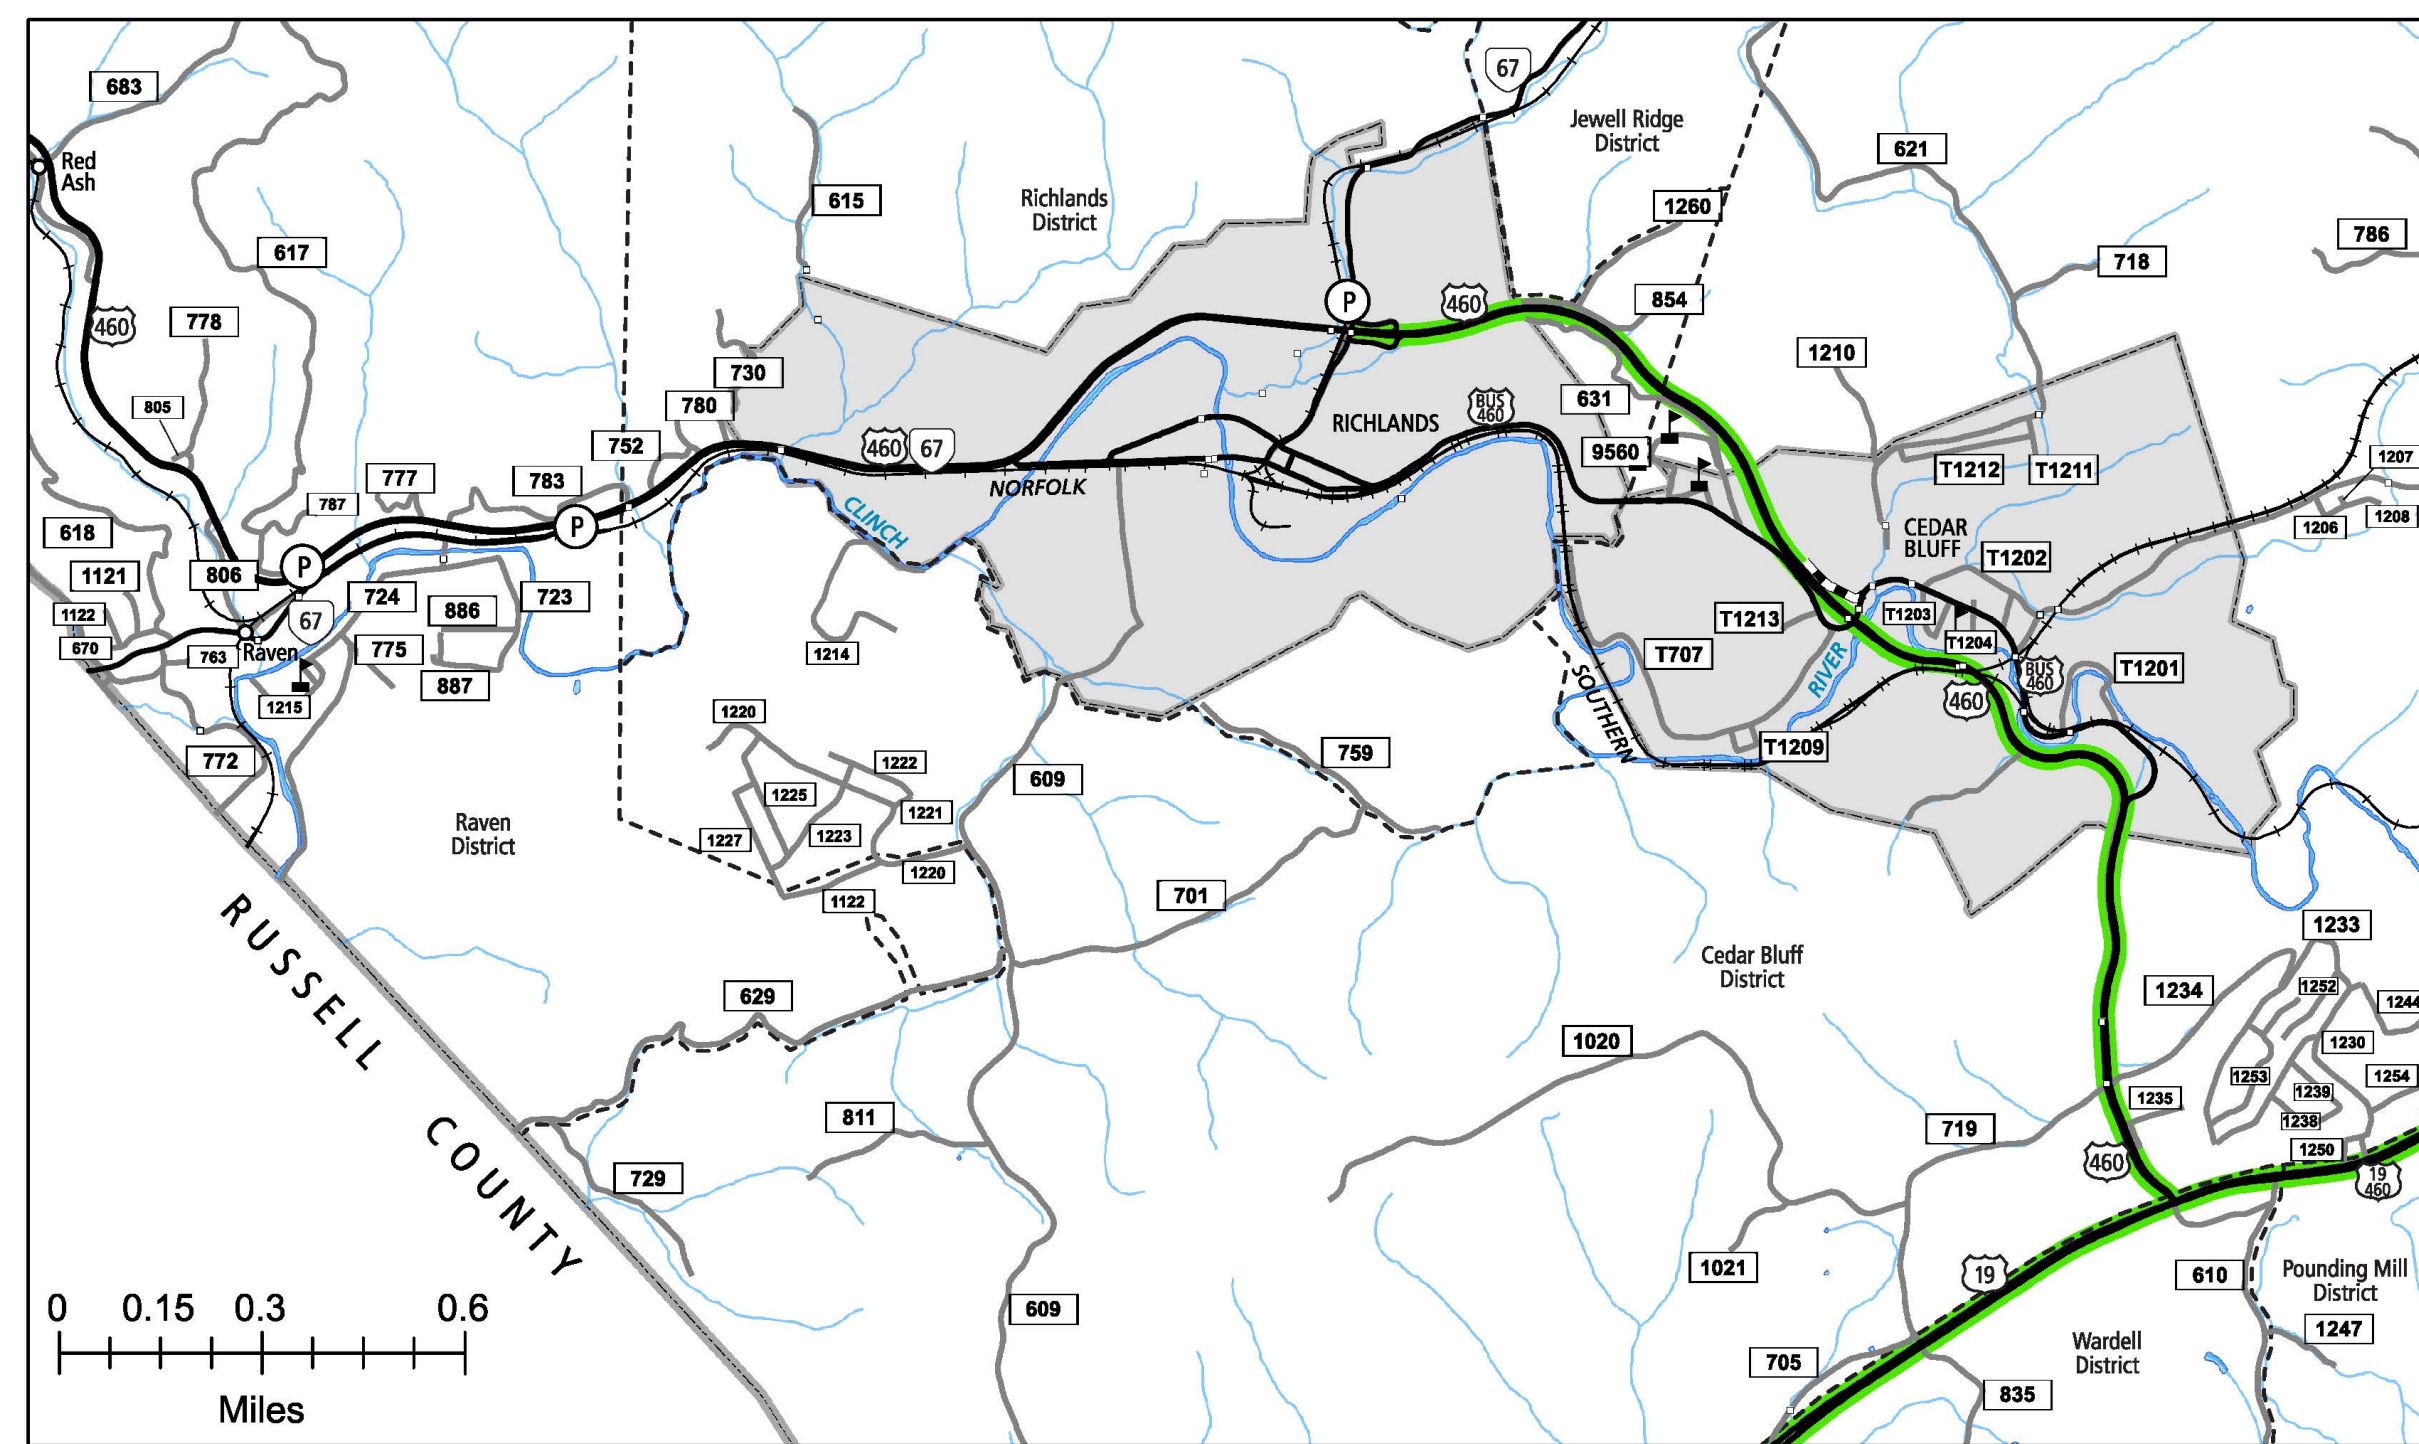 683
Red
Ash
67
Jewell Ridge
District
621
615
Richlands
District
1260
617
718
786
460
778
460
854
1210
730
805
780
631
BUS
460
RICHLANDS
752
460
67
9560
T1212
T1211
1207
777
783
787
NORFOLK
CLINCH
P
P
P
618
CEDAR
BLUFF
1206
1208
T1202
1121
806
724
886
723
1122
67
T1213
T1203
670
763
Raven
775
1214
T707
T1204
BUS
460
T1201
887
1215
SOUTHERN
RIVER
460
1220
772
T1209
759
1222
609
1225
1221
Raven
District
1227
1223
1220
701
1122
RUSSELL
COUNTY
1233
Cedar Bluff
District
629
1234
1252
1244
1020
1230
1253
1254
1239
1235
811
1238
719
1250
460
19
460
729
1021
19
610
Pounding Mill
District
0 0.15 0.3 0.6
609
1247
Wardell
District
705
835
Miles